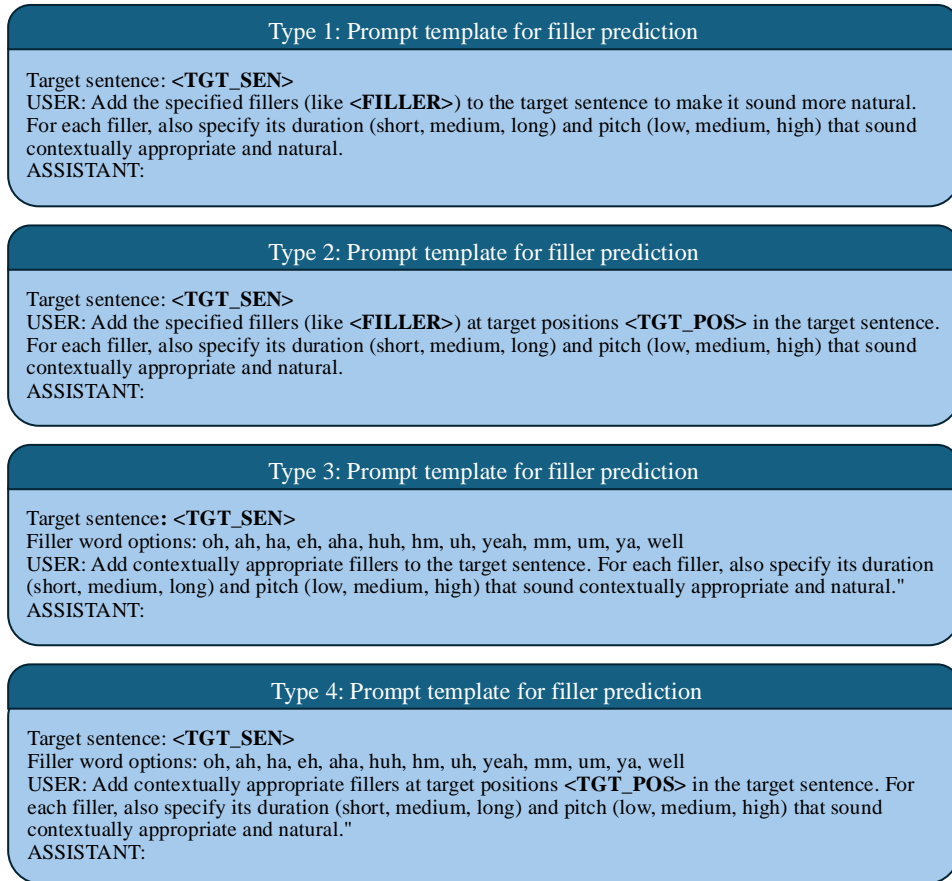 Type 1: Prompt template for filler prediction
Target sentence: <TGT_SEN>
USER: Add the specified fillers (like <FILLER>) to the target sentence to make it sound more natural.
For each filler, also specify its duration (short, medium, long) and pitch (low, medium, high) that sound
contextually appropriate and natural.
ASSISTANT:
Type 2: Prompt template for filler prediction
Target sentence: <TGT_SEN>
USER: Add the specified fillers (like <FILLER>) at target positions <TGT_POS> in the target sentence.
For each filler, also specify its duration (short, medium, long) and pitch (low, medium, high) that sound
contextually appropriate and natural.
ASSISTANT:
Type 3: Prompt template for filler prediction
Target sentence: <TGT_SEN>
Filler word options: oh, ah, ha, eh, aha, huh, hm, uh, yeah, mm, um, ya, well
USER: Add contextually appropriate fillers to the target sentence. For each filler, also specify its duration
(short, medium, long) and pitch (low, medium, high) that sound contextually appropriate and natural."
ASSISTANT:
Type 4: Prompt template for filler prediction
Target sentence: <TGT_SEN>
Filler word options: oh, ah, ha, eh, aha, huh, hm, uh, yeah, mm, um, ya, well
USER: Add contextually appropriate fillers at target positions <TGT_POS> in the target sentence. For
each filler, also specify its duration (short, medium, long) and pitch (low, medium, high) that sound
contextually appropriate and natural."
ASSISTANT: